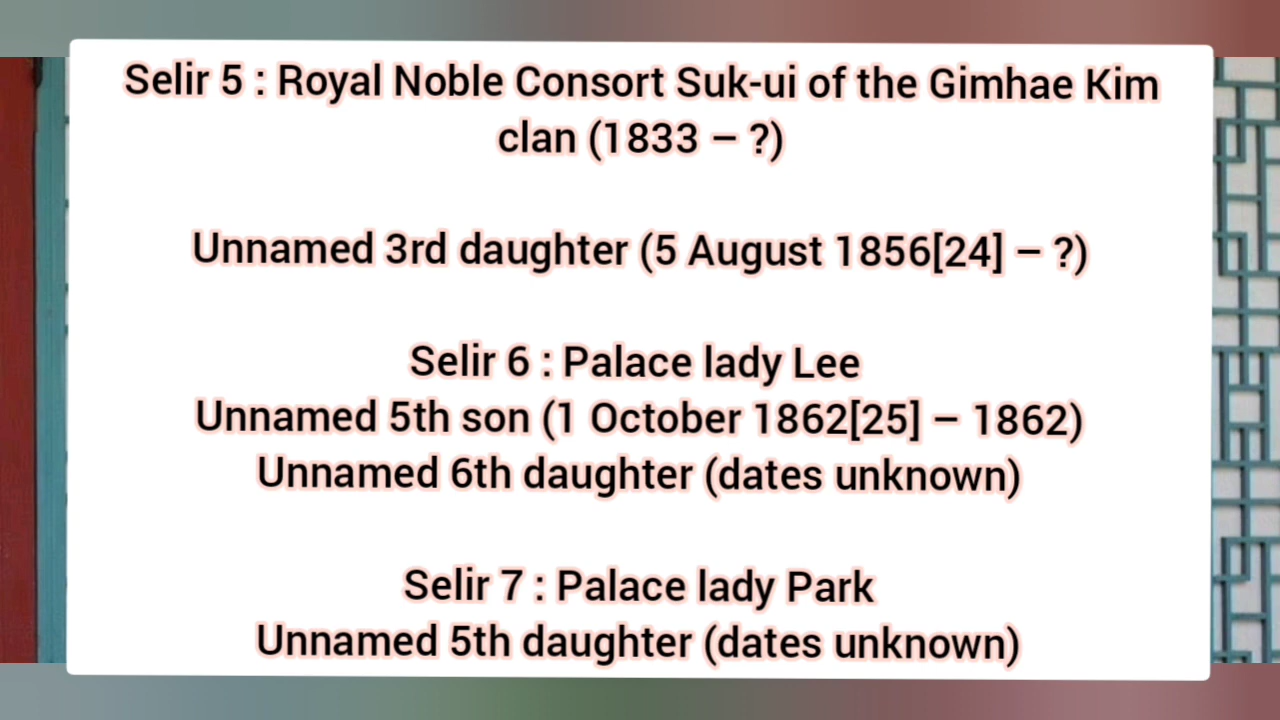 Selir 5 : Royal Noble Consort Suk-ui of the Gimhae Kim
clan (1833 – ?)
Unnamed 3rd daughter (5 August 1856[24] – ?)
Selir 6 : Palace lady Lee
Unnamed 5th son (1 October 1862[25] – 1862)
Unnamed 6th daughter (dates unknown)
Selir 7 : Palace lady Park
Unnamed 5th daughter (dates unknown)